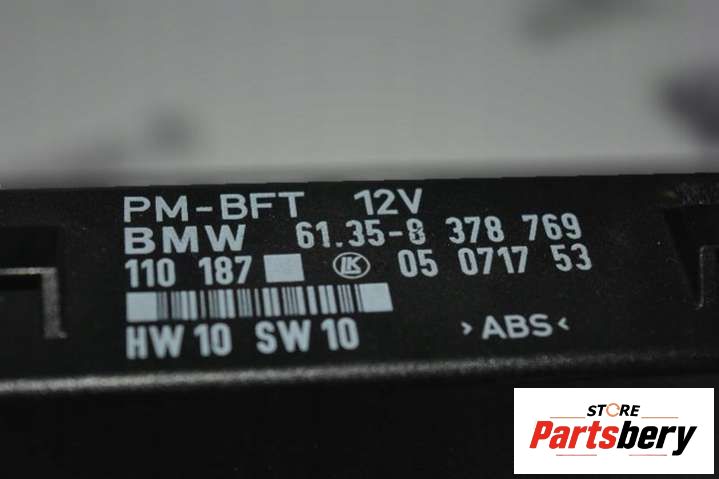 PM-BFT 12V
BMW 61.35-8 378 769
110 187 LK 05 0717 53
HW 10 SW 10 >ABS<
STORE
Partsbery